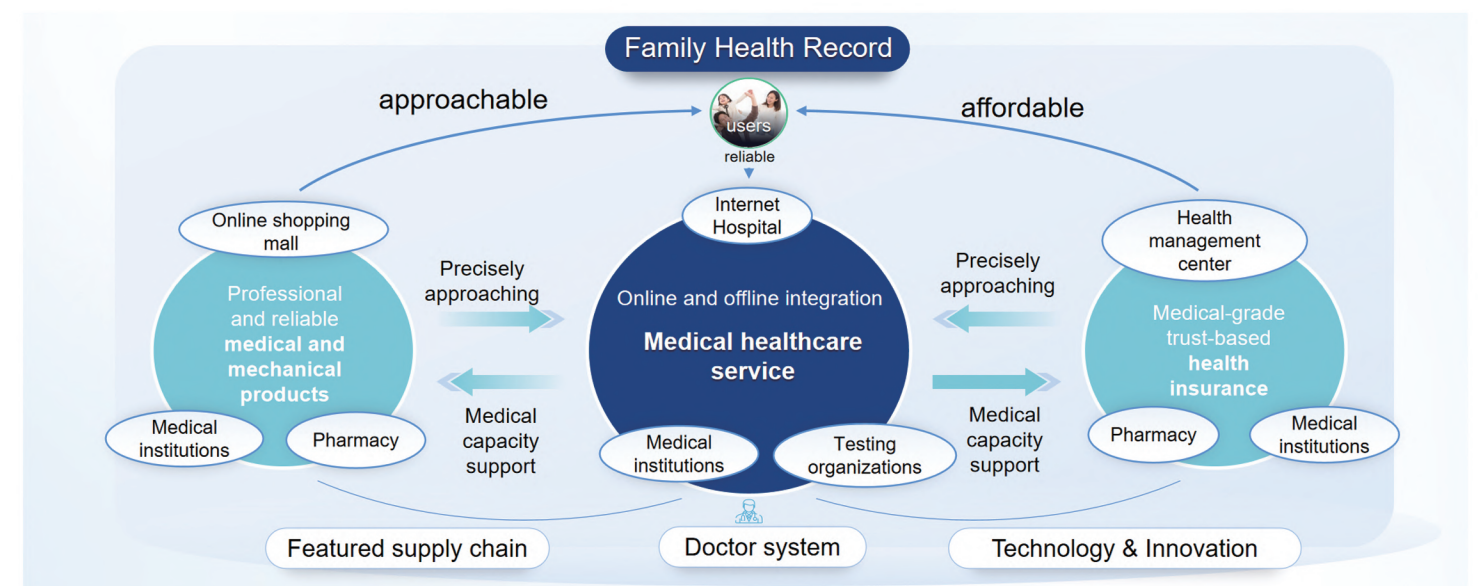 Family Health Record
approachable
affordable
users
reliable
Online shopping
mall
Professional
and reliable
medical and
mechanical
products
Medical
institutions
Pharmacy
Precisely
approaching
Medical
capacity
support
Internet
Hospital
Online and offline integration
Medical healthcare
service
Medical
institutions
Testing
organizations
Precisely
approaching
Medical
capacity
support
Health
management
center
Medical-grade
trust-based
health
insurance
Pharmacy
Medical
institutions
Featured supply chain
Doctor system
Technology & Innovation